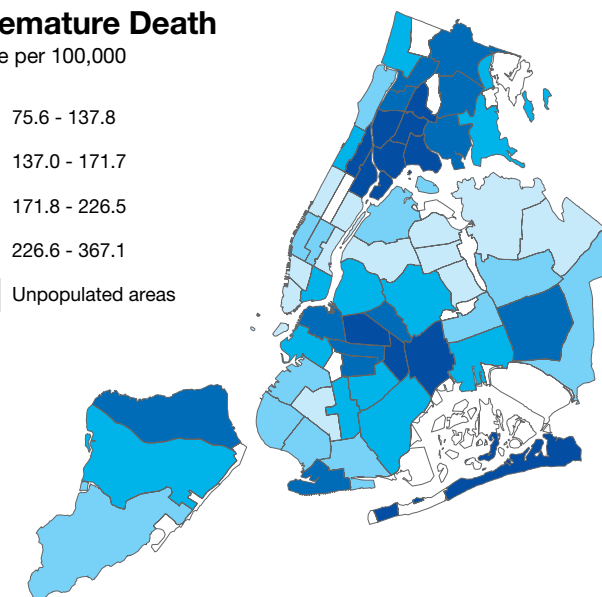 emature Death
e per 100,000
75.6 - 137.8
137.0 - 171.7
171.8 - 226.5
226.6 - 367.1
Unpopulated areas